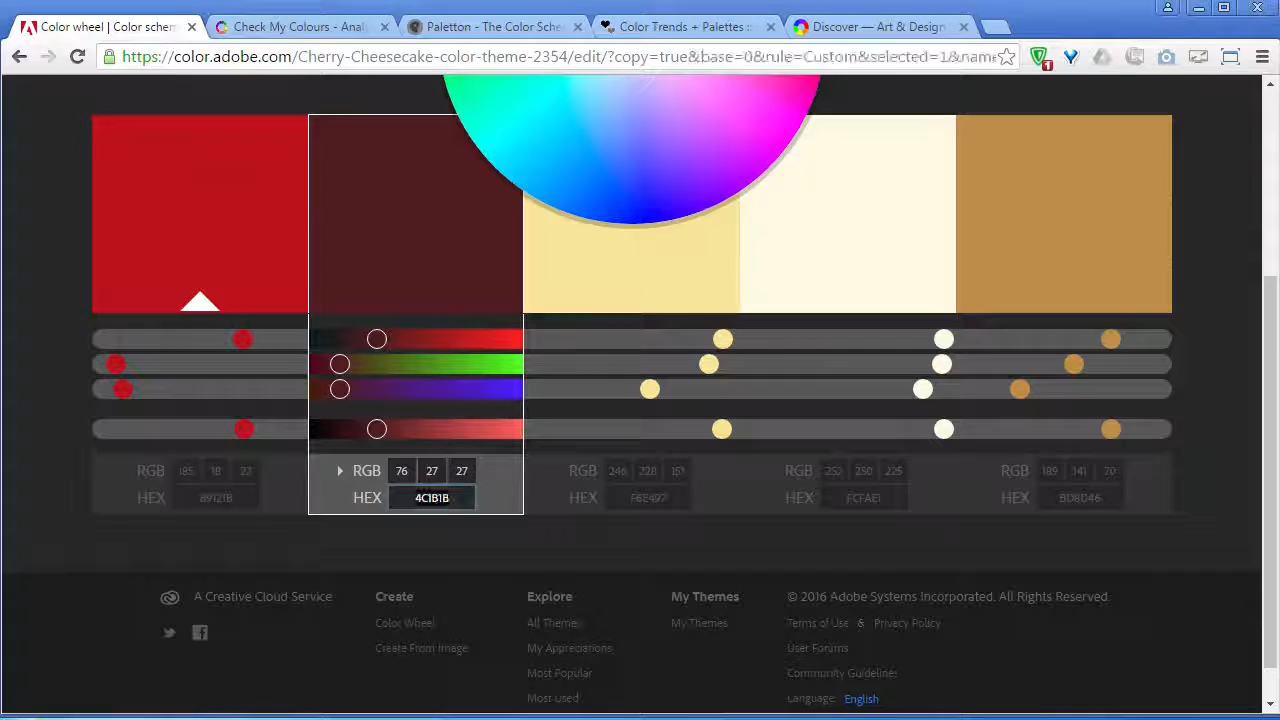 Color wheel | Color schem
Check My Colours - Anal
Paletton - The Color Sche
Color Trends + Palettes ::
Discover — Art & Design
https://color.adobe.com/Cherry-Cheesecake-color-theme-2354/edit/?copy=true&base=0&rule=Custom&selected=1&name
1
RGB 185 18 27
RGB 76 27 27
RGB 246 228 151
RGB 252 250 225
RGB 189 141 70
HEX B9121B
HEX 4C1B1B
HEX F6E497
HEX FCFAE1
HEX BD8D46
A Creative Cloud Service
Create
Color Wheel
Create From Image
Explore
All Themes
My Appreciations
Most Popular
Most Used
My Themes
My Themes
© 2016 Adobe Systems Incorporated. All Rights Reserved.
Terms of Use & Privacy Policy
User Forums
Community Guidelines
Language: English